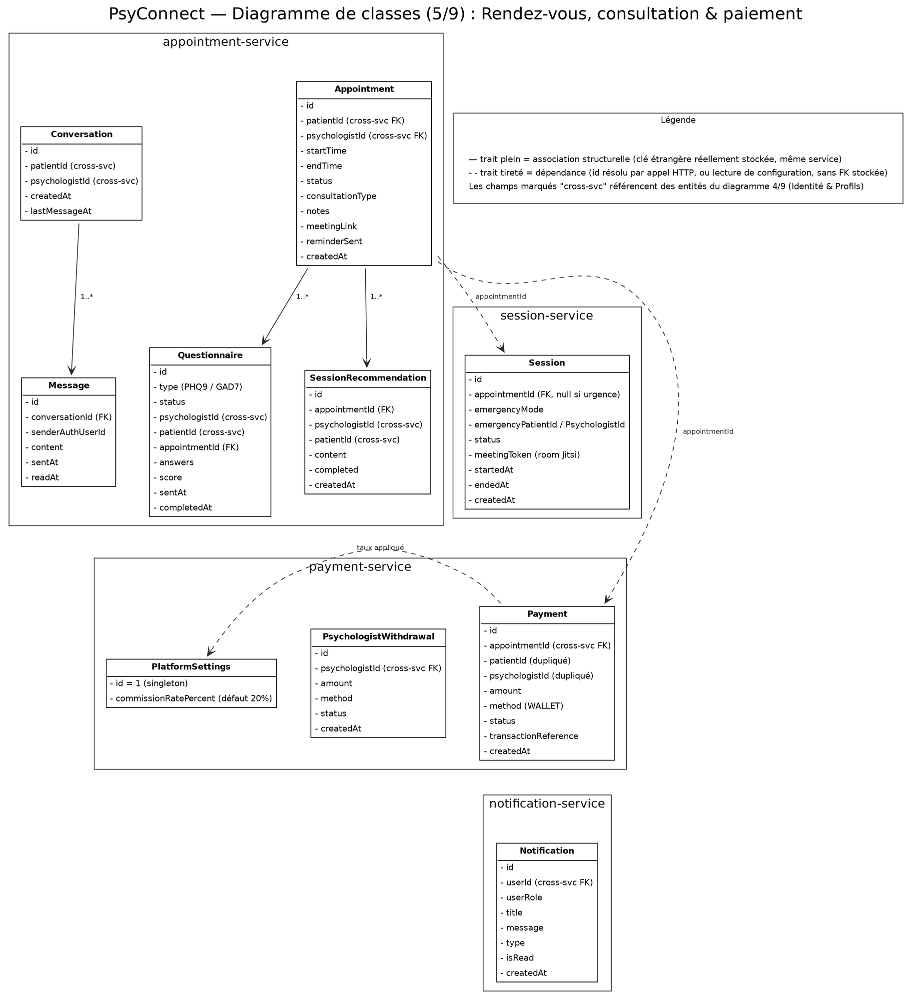 PsyConnect — Diagramme de classes (5/9) : Rendez-vous, consultation & paiement
appointment-service
Appointment
- id
- patientId (cross-svc FK)
- psychologistId (cross-svc FK)
- startTime
- endTime
- status
- consultationType
- notes
- meetingLink
- reminderSent
- createdAt
Conversation
- id
- patientId (cross-svc)
- psychologistId (cross-svc)
- createdAt
- lastMessageAt
Légende
— trait plein = association structurelle (clé étrangère réellement stockée, même service)
- - trait tireté = dépendance (id résolu par appel HTTP, ou lecture de configuration, sans FK stockée)
Les champs marqués "cross-svc" référencent des entités du diagramme 4/9 (Identité & Profils)
1..*
1..*
1..*
appointmentId
Message
- id
- conversationId (FK)
- senderAuthUserId
- content
- sentAt
- readAt
Questionnaire
- id
- type (PHQ9 / GAD7)
- status
- psychologistId (cross-svc)
- patientId (cross-svc)
- appointmentId (FK)
- answers
- score
- sentAt
- completedAt
SessionRecommendation
- id
- appointmentId (FK)
- psychologistId (cross-svc)
- patientId (cross-svc)
- content
- completed
- createdAt
session-service
Session
- id
- appointmentId (FK, null si urgence)
- emergencyMode
- emergencyPatientId / PsychologistId
- status
- meetingToken (room Jitsi)
- startedAt
- endedAt
- createdAt
appointmentId
taux appliqué
payment-service
PlatformSettings
- id = 1 (singleton)
- commissionRatePercent (défaut 20%)
PsychologistWithdrawal
- id
- psychologistId (cross-svc FK)
- amount
- method
- status
- createdAt
Payment
- id
- appointmentId (cross-svc FK)
- patientId (dupliqué)
- psychologistId (dupliqué)
- amount
- method (WALLET)
- status
- transactionReference
- createdAt
notification-service
Notification
- id
- userId (cross-svc FK)
- userRole
- title
- message
- type
- isRead
- createdAt